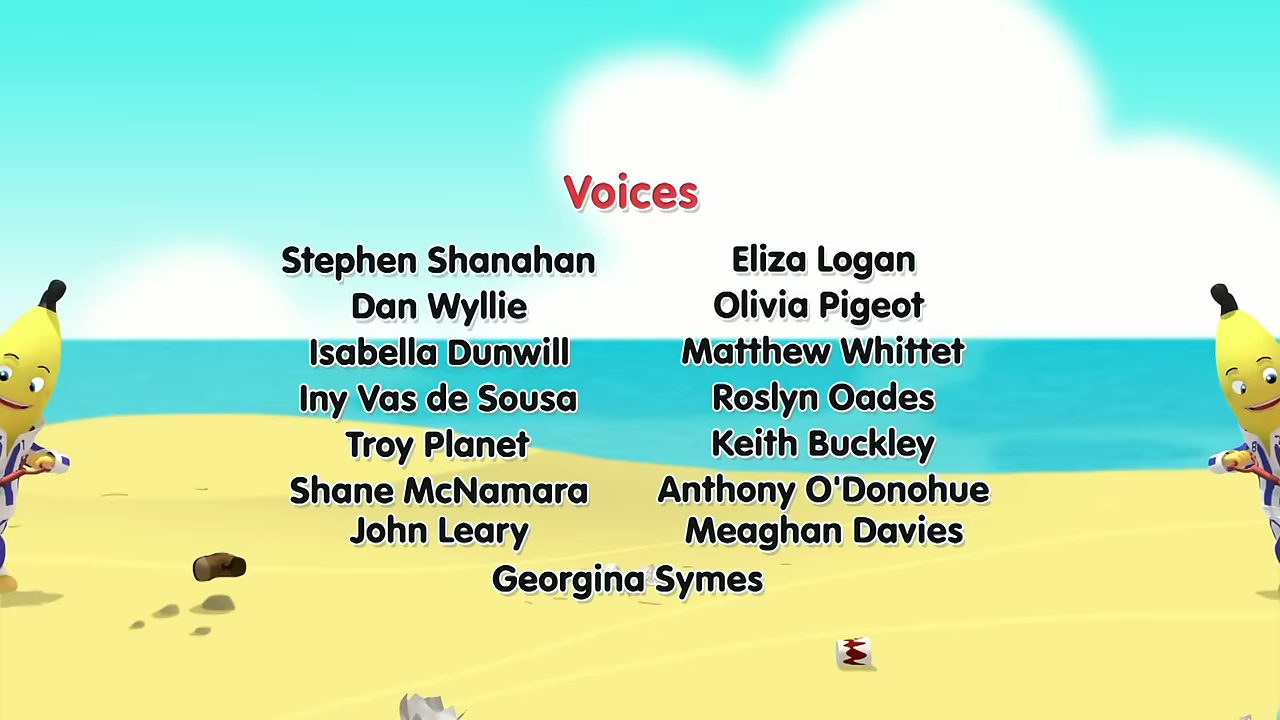 Voices
Stephen Shanahan Eliza Logan
Dan Wyllie Olivia Pigeot
Isabella Dunwill Matthew Whittet
Iny Vas de Sousa Roslyn Oades
Troy Planet Keith Buckley
Shane McNamara Anthony O'Donohue
John Leary Meaghan Davies
Georgina Symes